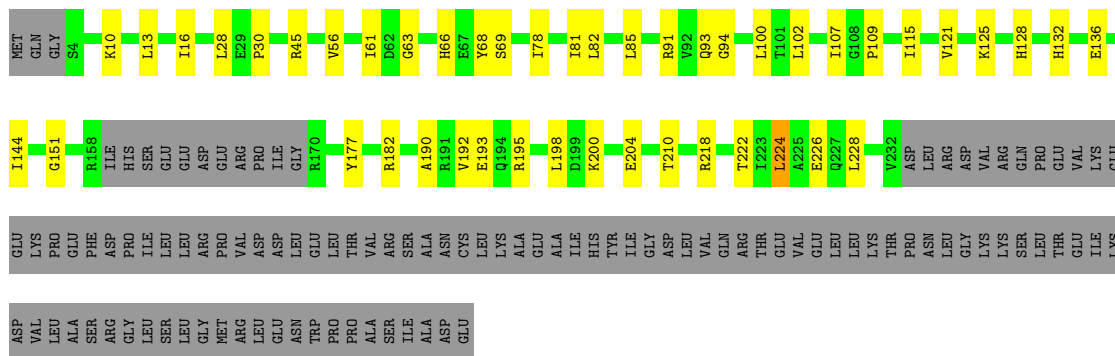 MET GLN GLY S4 K10 L13 I16 L28 E29 P30 R45 V56 I61 D62 G63 H66 E67 Y68 S69 I78 I81 L82 L85 R91 V92 Q93 G94 L100 T101 L102 I107 G108 P109 I115 V121 K125 H128 H132 E136
I144 G151 R158 ILE HIS SER GLU GLU ASP GLU ARG PRO ILE GLY R170 Y177 R182 A190 R191 V192 E193 Q194 R195 L198 D199 K200 E204 T210 R218 T222 I223 L224 A225 E226 Q227 L228 V232 ASP LEU ARG ASP VAL ARG GLN PRO GLU VAL LYS GLU
GLU LYS PRO GLU PHE ASP PRO ILE LEU LEU ARG PRO VAL ASP ASP LEU GLU LEU THR VAL ARG SER ALA ASN CYS LEU LYS ALA GLU ALA ILE HIS TYR ILE GLY ASP LEU VAL GLN ARG THR GLU VAL GLU LEU LEU LYS THR PRO ASN LEU GLY LYS LYS SER LEU THR GLU ILE LYS
ASP VAL LEU ALA SER ARG GLY LEU SER LEU GLY MET ARG LEU GLU ASN TRP PRO PRO ALA SER ILE ALA ASP GLU